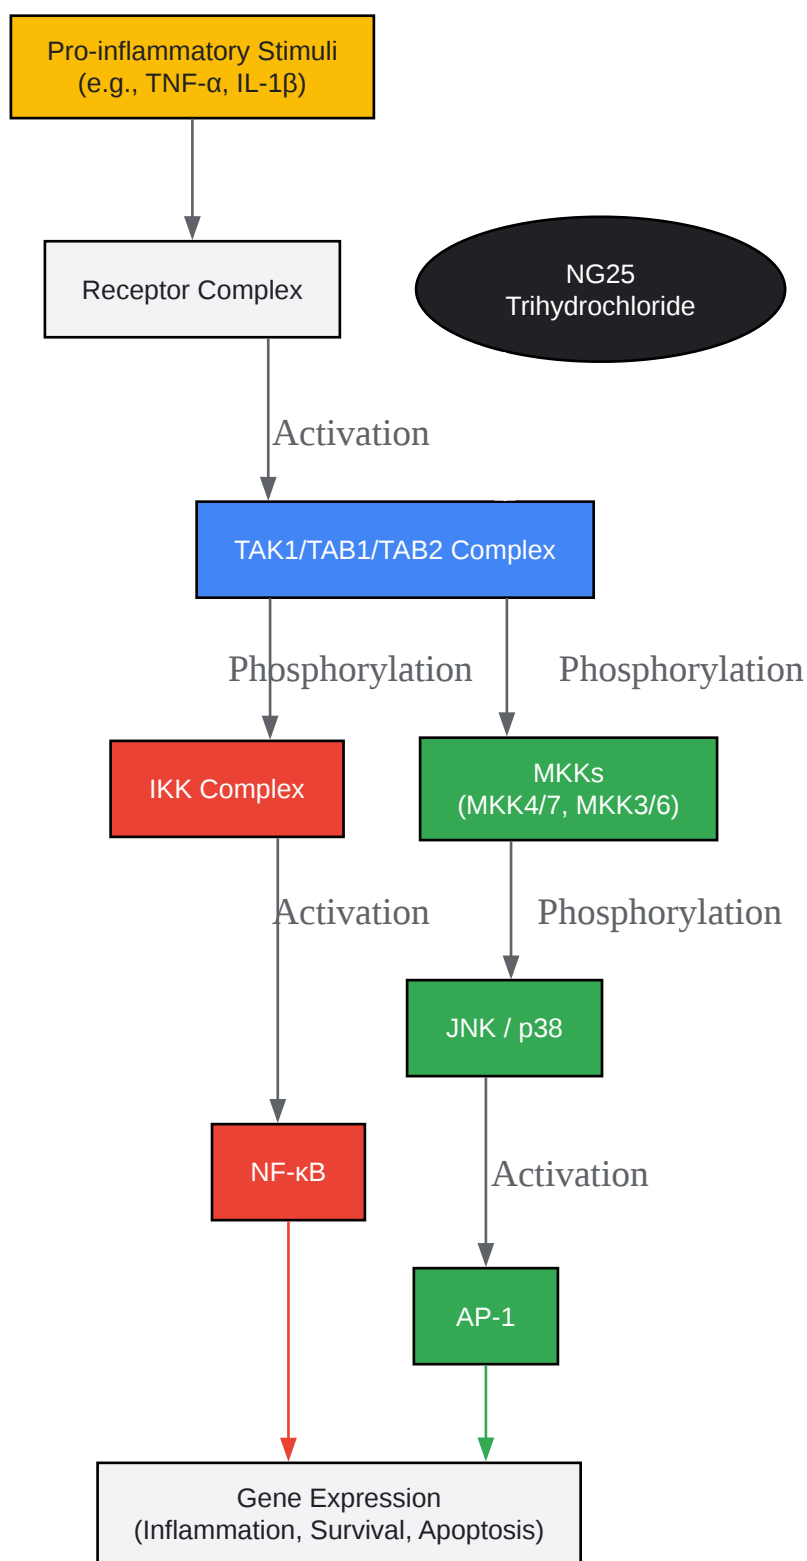 Pro-inflammatory Stimuli
(e.g., TNF-α, IL-1β)
Receptor Complex
NG25
Trihydrochloride
Activation
TAK1/TAB1/TAB2 Complex
Phosphorylation
Phosphorylation
IKK Complex
MKKs
(MKK4/7, MKK3/6)
Activation
Phosphorylation
JNK / p38
NF-κB
Activation
AP-1
Gene Expression
(Inflammation, Survival, Apoptosis)